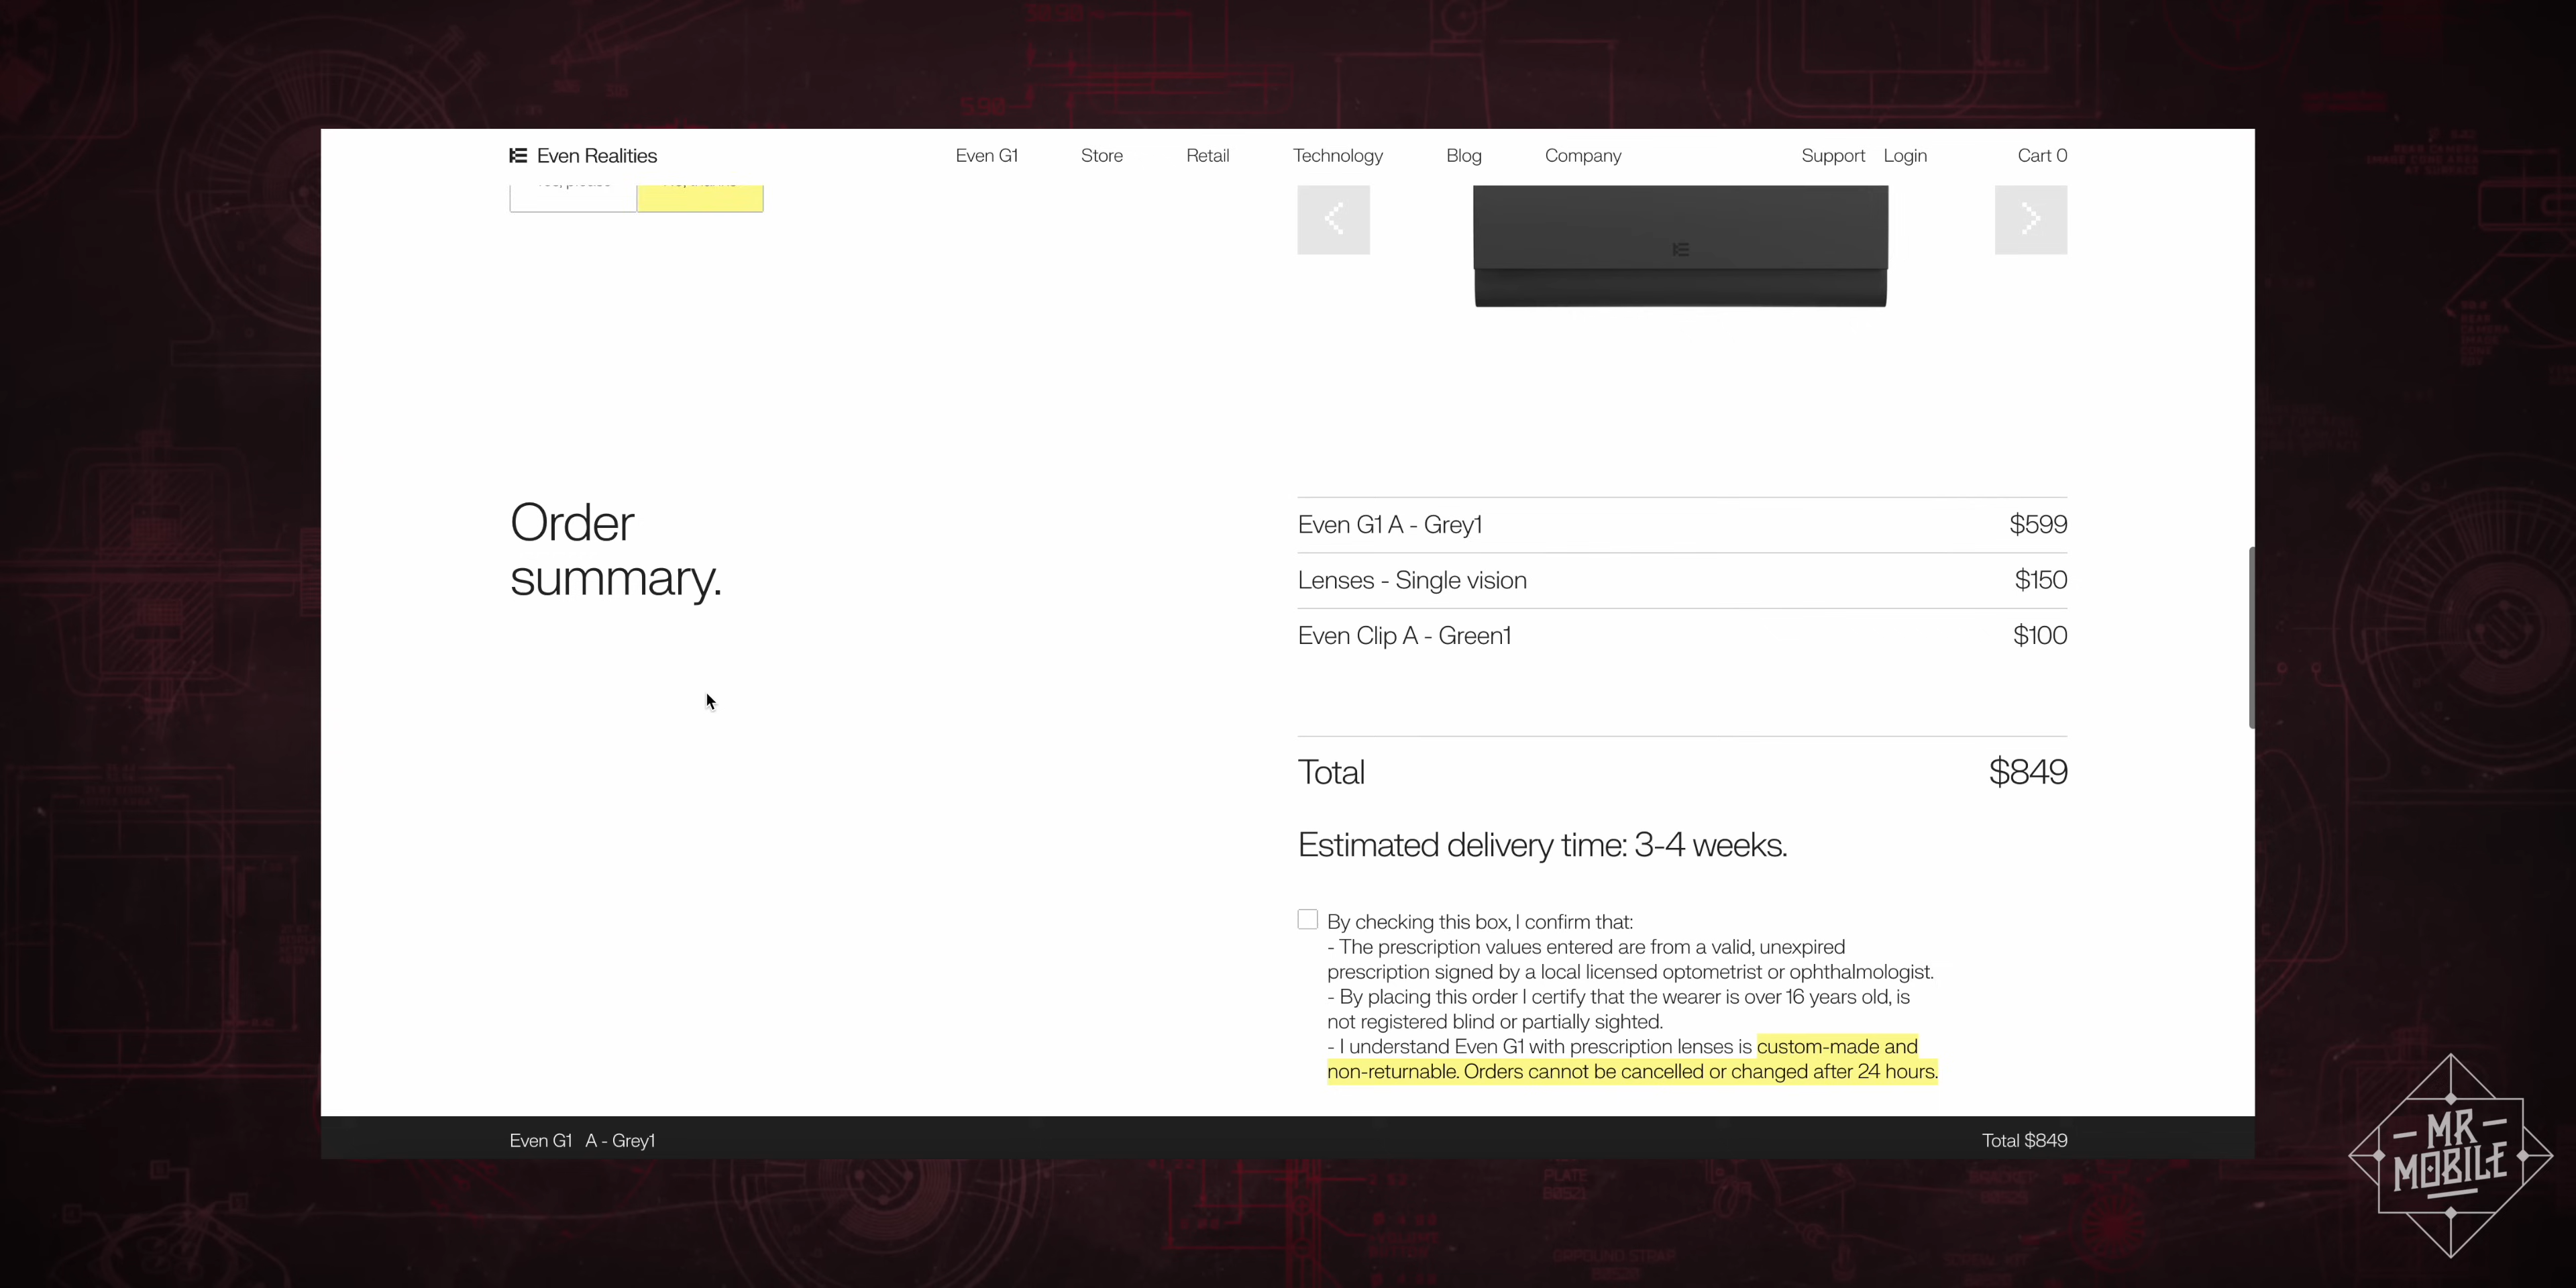 Even Realities
Even G1
Store
Retail
Technology
Blog
Company
Support
Login
Cart 0
Order
summary.
Even G1 A - Grey1 $599
Lenses - Single vision $150
Even Clip A - Green1 $100
Total $849
Estimated delivery time: 3-4 weeks.
By checking this box, I confirm that:
- The prescription values entered are from a valid, unexpired
prescription signed by a local licensed optometrist or ophthalmologist.
- By placing this order I certify that the wearer is over 16 years old, is
not registered blind or partially sighted.
- I understand Even G1 with prescription lenses is custom-made and
non-returnable. Orders cannot be cancelled or changed after 24 hours.
Even G1 A - Grey1
Total $849
MR
MOBILE
5.90
PLATE